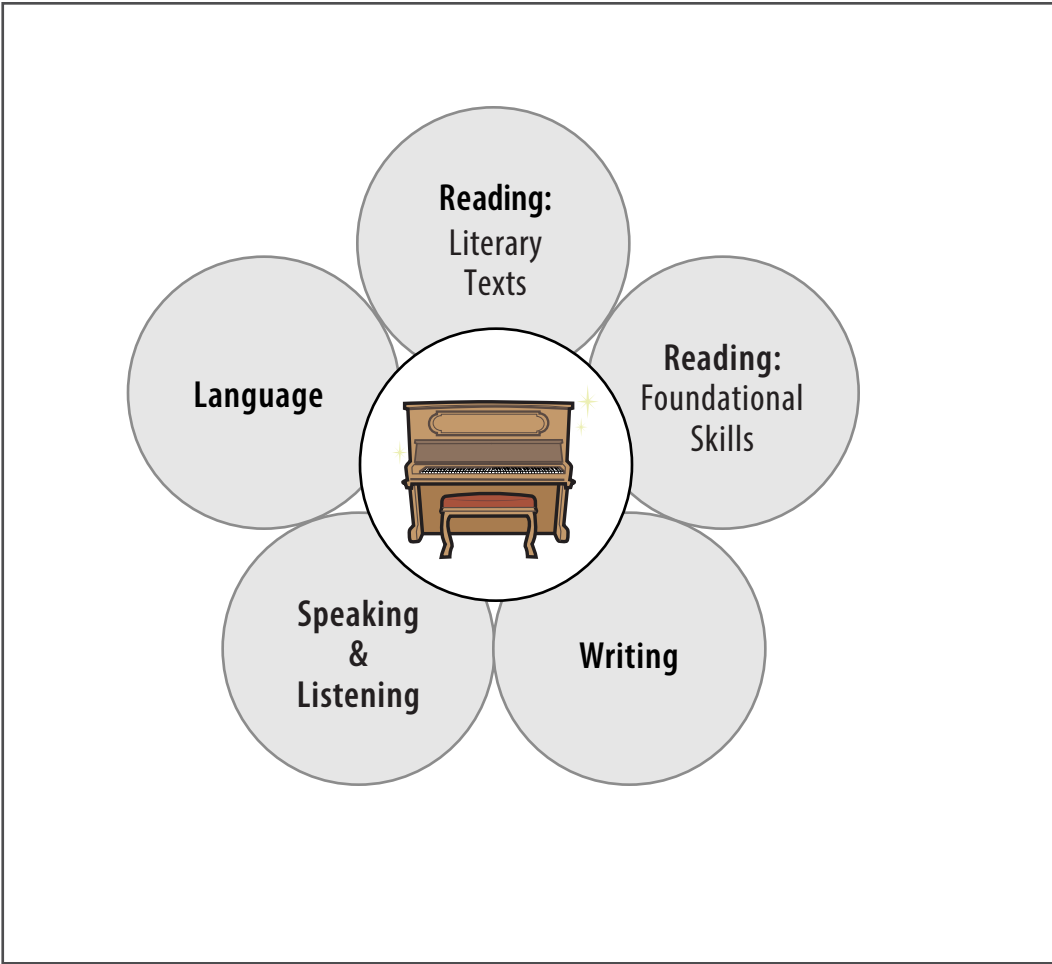 Reading:
Literary
Texts
Reading:
Foundational
Skills
Language
Speaking
&
Listening
Writing